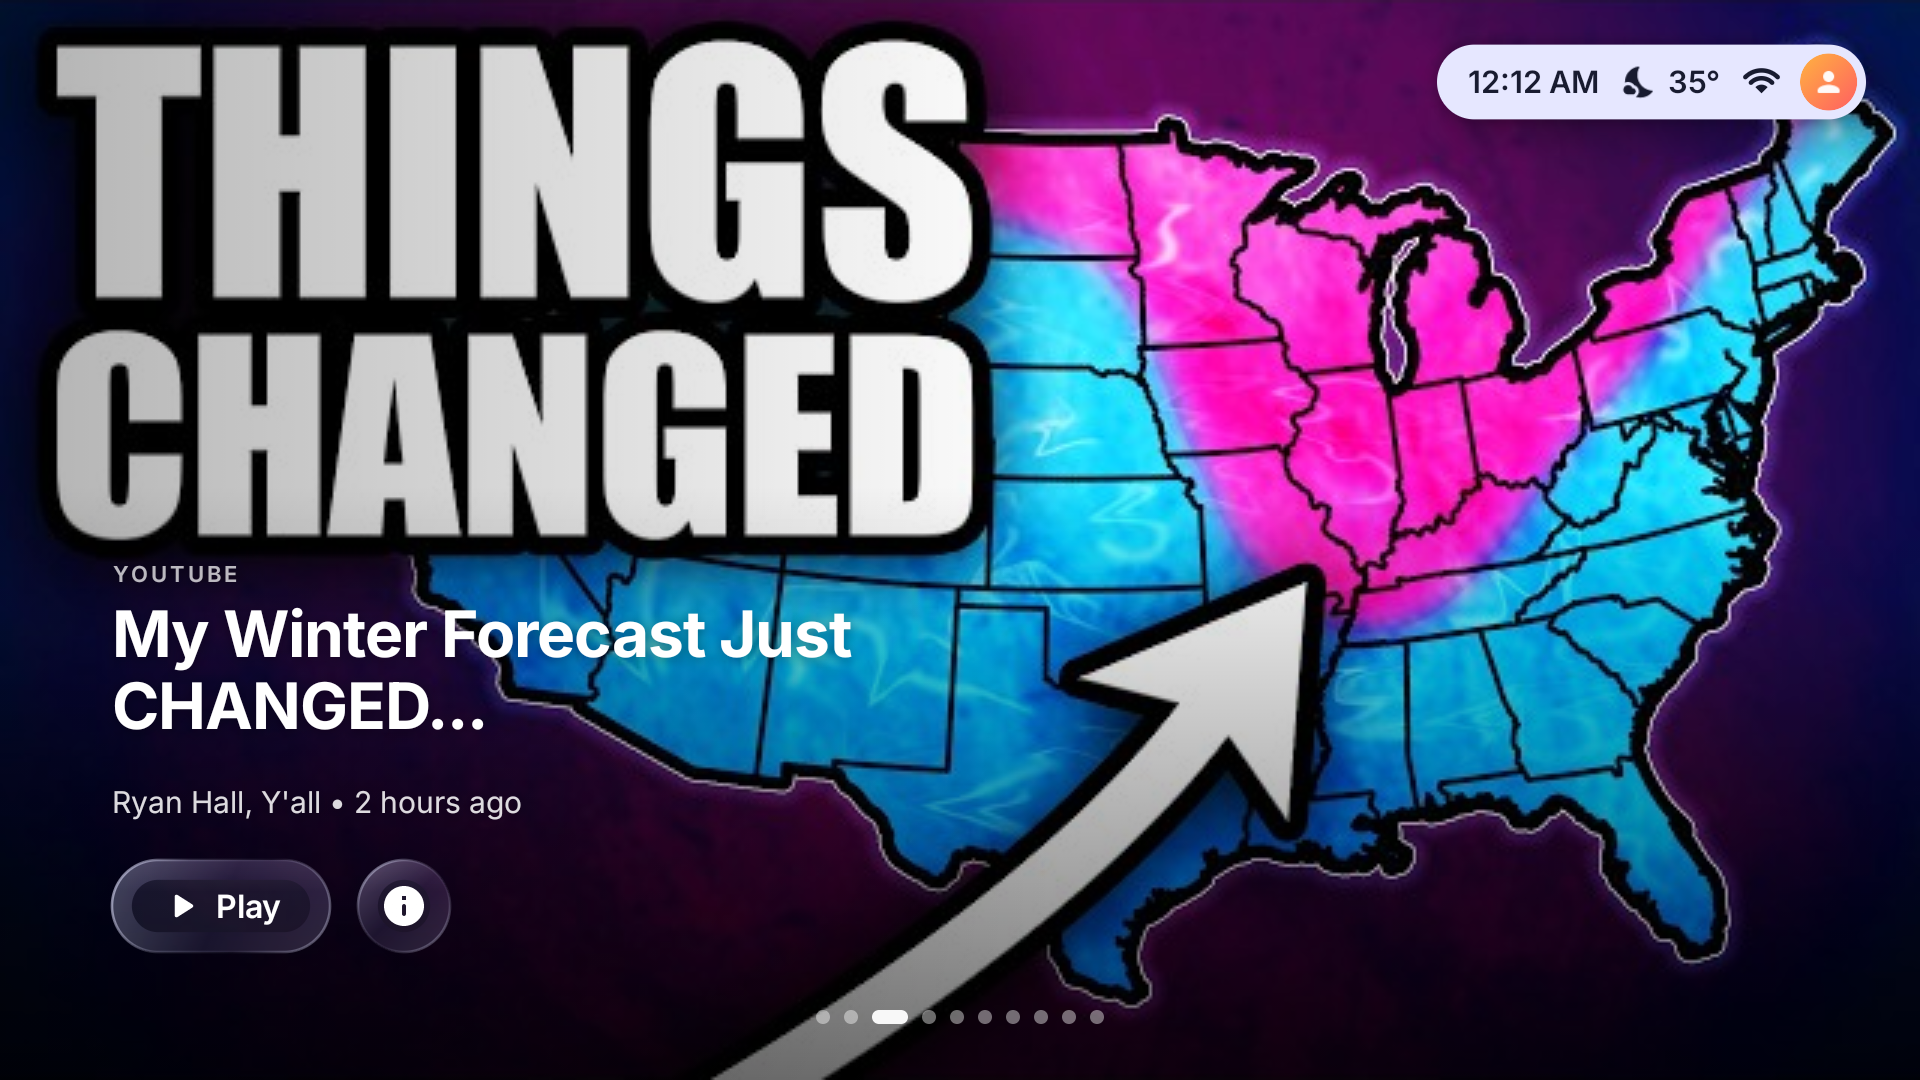 THINGS
CHANGED
12:12 AM 35°
YOUTUBE
My Winter Forecast Just
CHANGED...
Ryan Hall, Y'all • 2 hours ago
Play